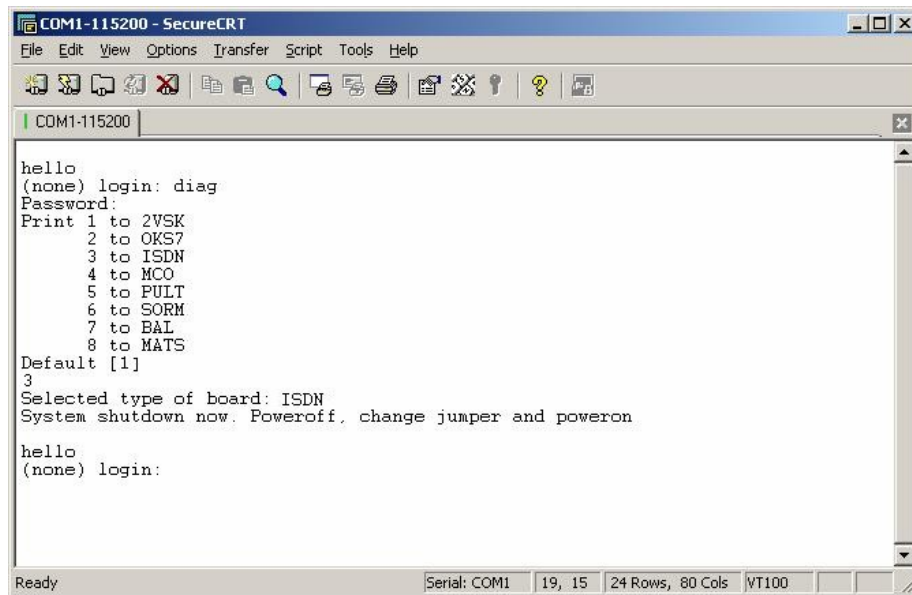 COM1-115200 - SecureCRT
File Edit View Options Transfer Script Tools Help
COM1-115200
hello
(none) login: diag
Password:
Print 1 to 2VSK
2 to OKS7
3 to ISDN
4 to MCO
5 to PULT
6 to SORM
7 to BAL
8 to MATS
Default [1]
3
Selected type of board: ISDN
System shutdown now. Poweroff, change jumper and poweron
hello
(none) login:
Ready Serial: COM1 19, 15 24 Rows, 80 Cols VT100